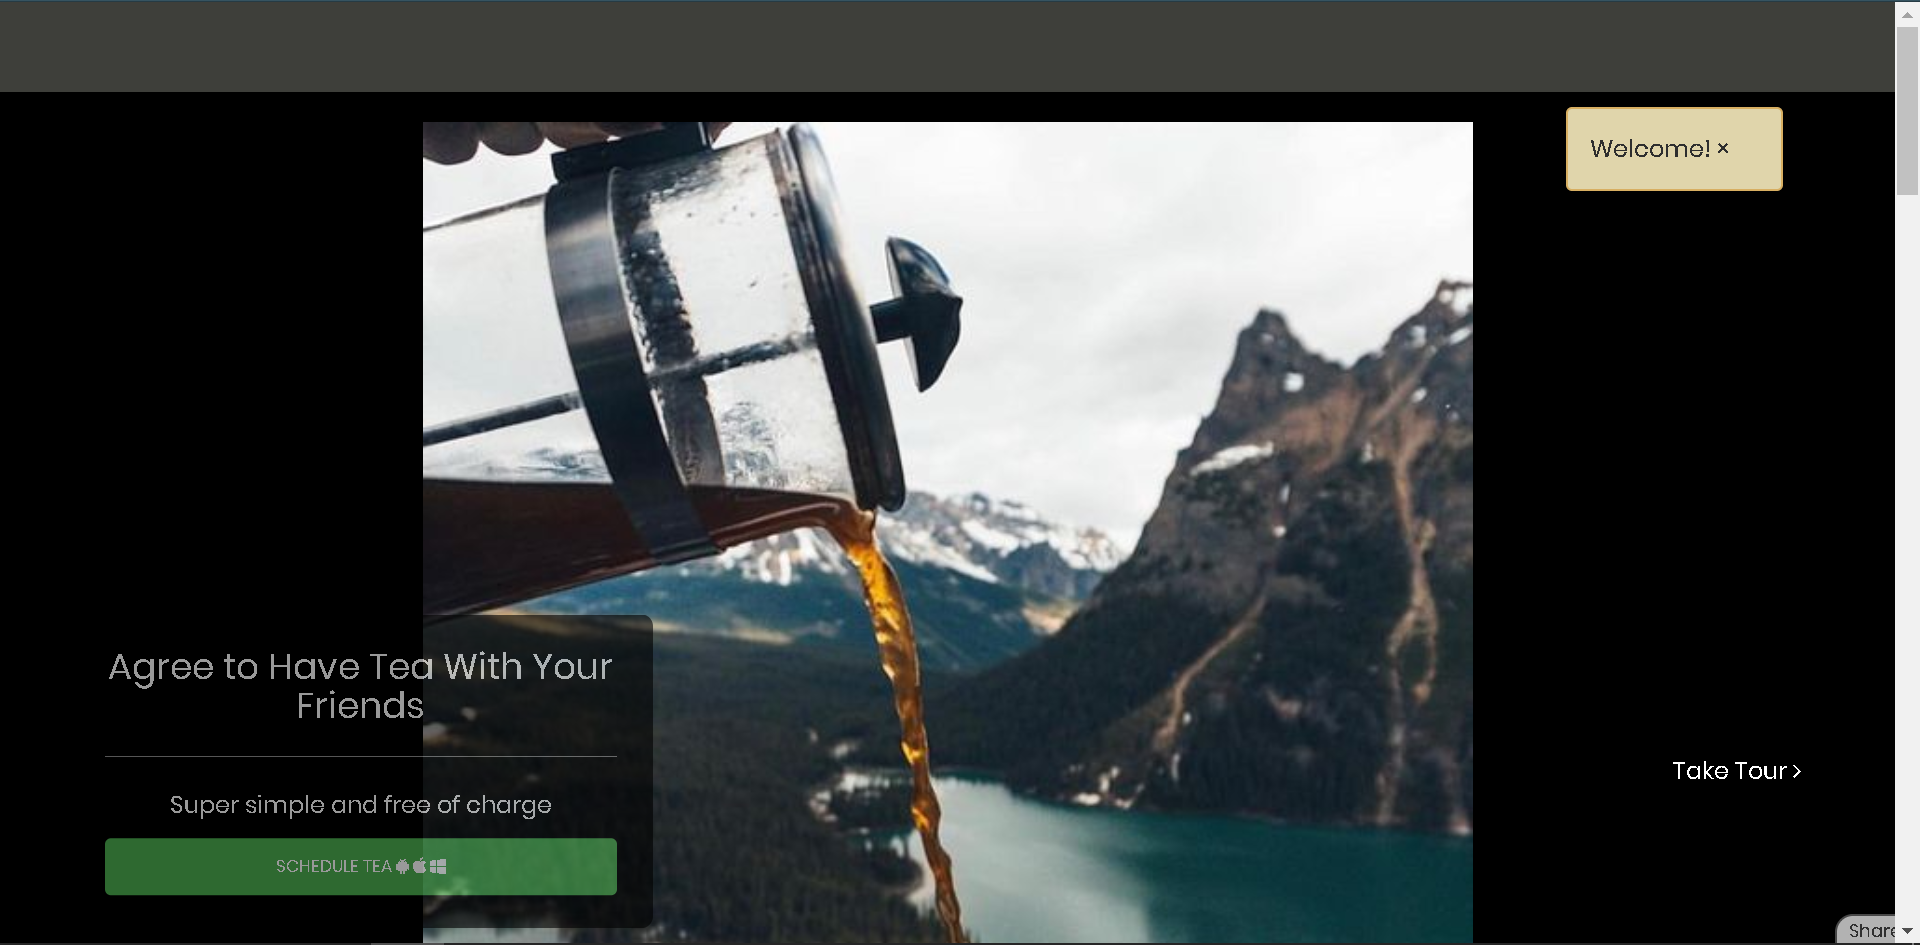 Welcome! ×
Agree to Have Tea With Your
Friends
Super simple and free of charge
SCHEDULE TEA
Take Tour >
Share